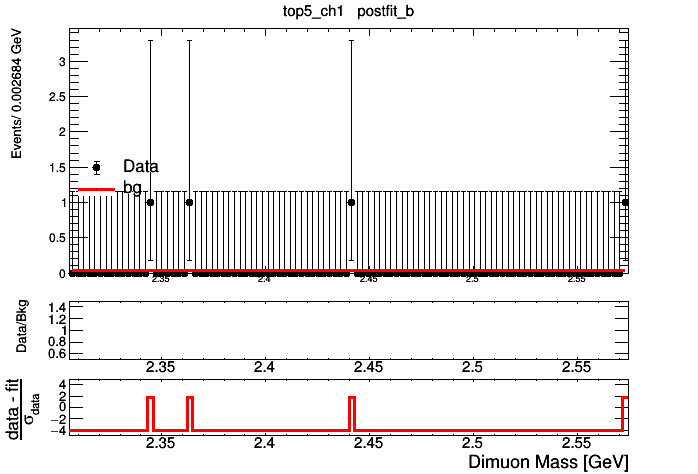 top5_ch1 postfit_b
Events/ 0.002684 GeV
3
2.5
2
1.5
1
0.5
0
Data
bg
2.35 2.4 2.45 2.5 2.55
Data/Bkg
1.4
1.2
1
0.8
0.6
2.35 2.4 2.45 2.5 2.55
data - fit
σdata
4
2
0
−2
−4
2.35 2.4 2.45 2.5 2.55
Dimuon Mass [GeV]